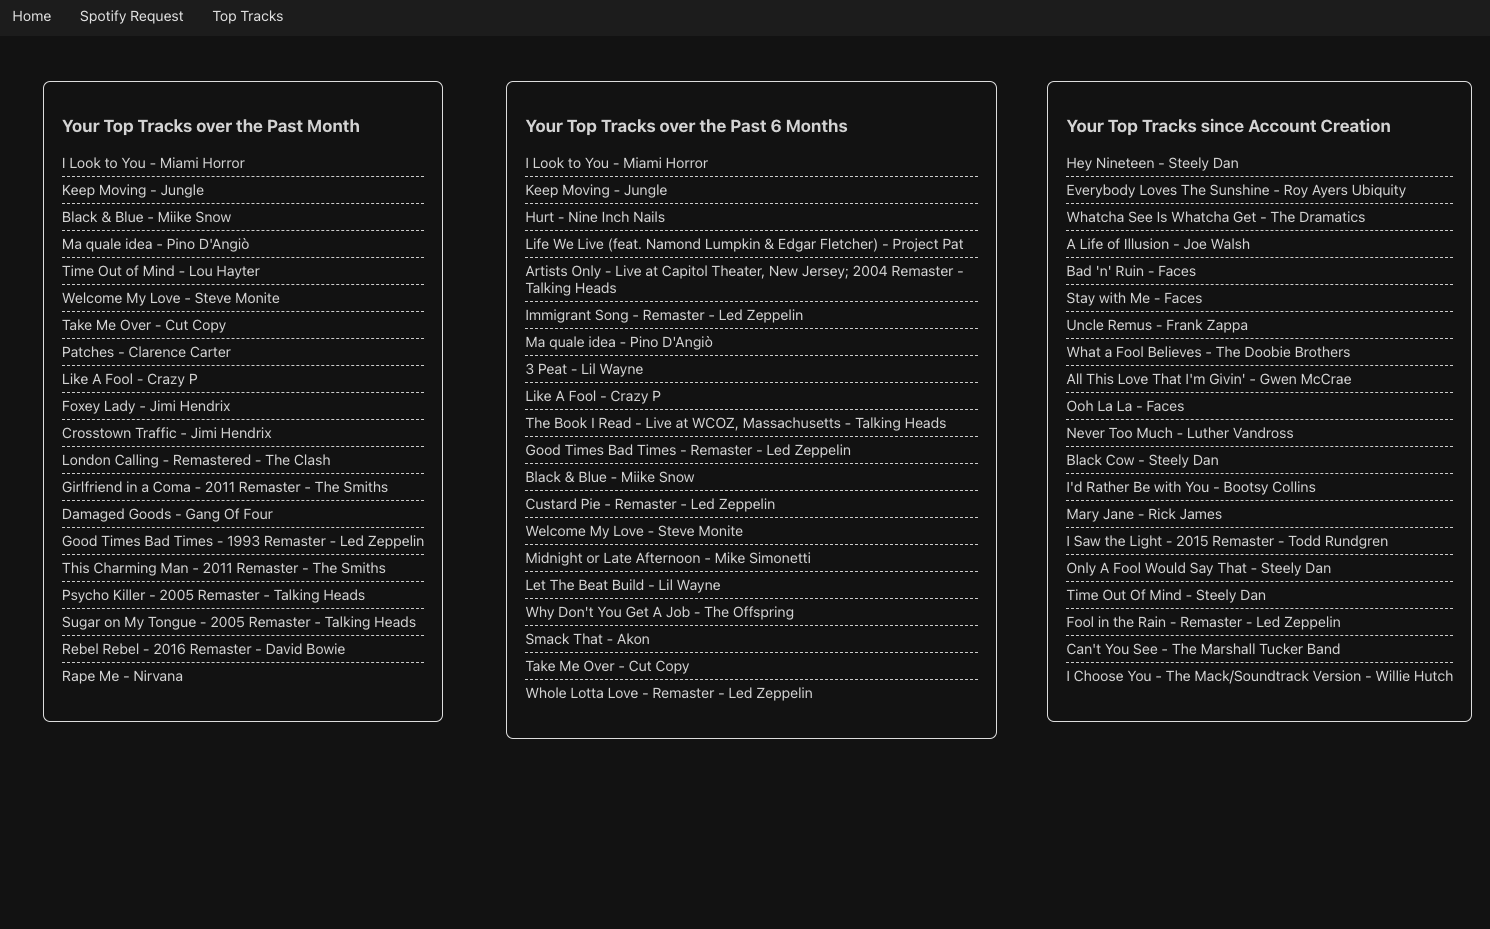 Home
Spotify Request
Top Tracks
Your Top Tracks over the Past Month
I Look to You - Miami Horror
Keep Moving - Jungle
Black & Blue - Miike Snow
Ma quale idea - Pino D'Angiò
Time Out of Mind - Lou Hayter
Welcome My Love - Steve Monite
Take Me Over - Cut Copy
Patches - Clarence Carter
Like A Fool - Crazy P
Foxey Lady - Jimi Hendrix
Crosstown Traffic - Jimi Hendrix
London Calling - Remastered - The Clash
Girlfriend in a Coma - 2011 Remaster - The Smiths
Damaged Goods - Gang Of Four
Good Times Bad Times - 1993 Remaster - Led Zeppelin
This Charming Man - 2011 Remaster - The Smiths
Psycho Killer - 2005 Remaster - Talking Heads
Sugar on My Tongue - 2005 Remaster - Talking Heads
Rebel Rebel - 2016 Remaster - David Bowie
Rape Me - Nirvana
Your Top Tracks over the Past 6 Months
I Look to You - Miami Horror
Keep Moving - Jungle
Hurt - Nine Inch Nails
Life We Live (feat. Namond Lumpkin & Edgar Fletcher) - Project Pat
Artists Only - Live at Capitol Theater, New Jersey; 2004 Remaster -
Talking Heads
Immigrant Song - Remaster - Led Zeppelin
Ma quale idea - Pino D'Angiò
3 Peat - Lil Wayne
Like A Fool - Crazy P
The Book I Read - Live at WCOZ, Massachusetts - Talking Heads
Good Times Bad Times - Remaster - Led Zeppelin
Black & Blue - Miike Snow
Custard Pie - Remaster - Led Zeppelin
Welcome My Love - Steve Monite
Midnight or Late Afternoon - Mike Simonetti
Let The Beat Build - Lil Wayne
Why Don't You Get A Job - The Offspring
Smack That - Akon
Take Me Over - Cut Copy
Whole Lotta Love - Remaster - Led Zeppelin
Your Top Tracks since Account Creation
Hey Nineteen - Steely Dan
Everybody Loves The Sunshine - Roy Ayers Ubiquity
Whatcha See Is Whatcha Get - The Dramatics
A Life of Illusion - Joe Walsh
Bad 'n' Ruin - Faces
Stay with Me - Faces
Uncle Remus - Frank Zappa
What a Fool Believes - The Doobie Brothers
All This Love That I'm Givin' - Gwen McCrae
Ooh La La - Faces
Never Too Much - Luther Vandross
Black Cow - Steely Dan
I'd Rather Be with You - Bootsy Collins
Mary Jane - Rick James
I Saw the Light - 2015 Remaster - Todd Rundgren
Only A Fool Would Say That - Steely Dan
Time Out Of Mind - Steely Dan
Fool in the Rain - Remaster - Led Zeppelin
Can't You See - The Marshall Tucker Band
I Choose You - The Mack/Soundtrack Version - Willie Hutch